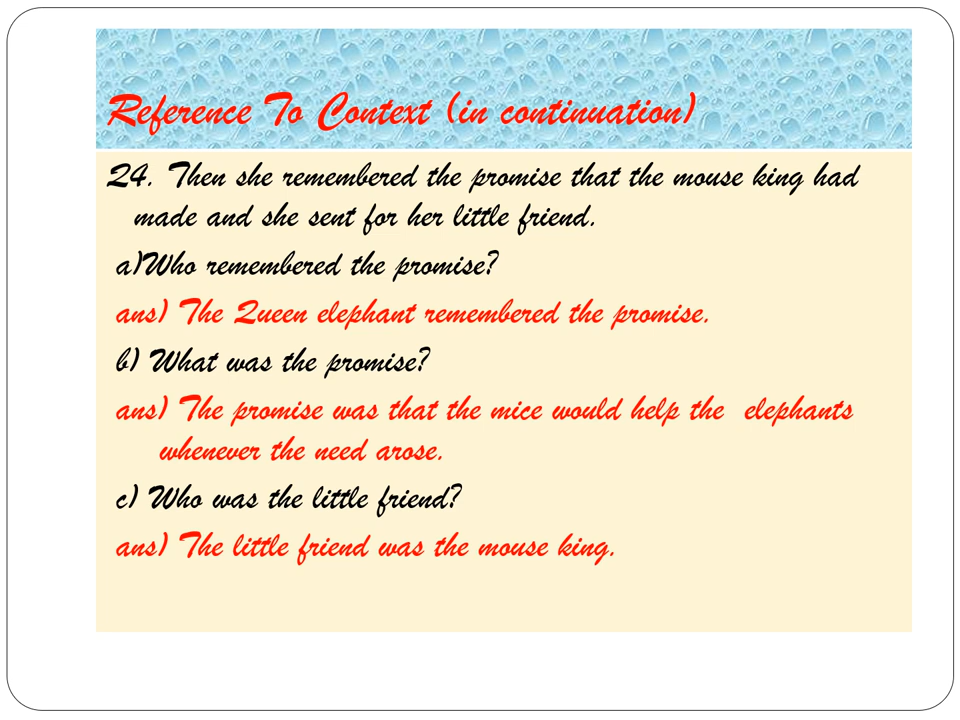 Reference To Context (in continuation)
Q4. Then she remembered the promise that the mouse king had
made and she sent for her little friend.
a)Who remembered the promise?
ans) The Queen elephant remembered the promise.
b) What was the promise?
ans) The promise was that the mice would help the elephants
whenever the need arose.
c) Who was the little friend?
ans) The little friend was the mouse king.